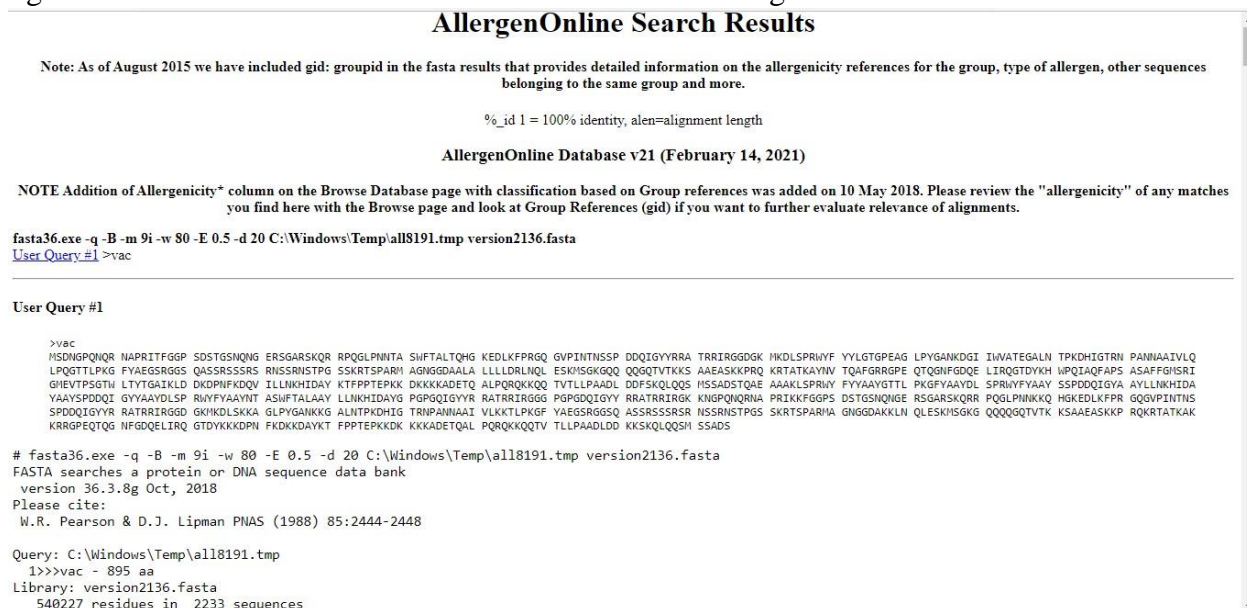 AllergenOnline Search Results
Note: As of August 2015 we have included gid: groupid in the fasta results that provides detailed information on the allergenicity references for the group, type of allergen, other sequences
belonging to the same group and more.
%_id 1 = 100% identity, alen=alignment length
AllergenOnline Database v21 (February 14, 2021)
NOTE Addition of Allergenicity* column on the Browse Database page with classification based on Group references was added on 10 May 2018. Please review the "allergenicity" of any matches
you find here with the Browse page and look at Group References (gid) if you want to further evaluate relevance of alignments.
fasta36.exe -q -B -m 9i -w 80 -E 0.5 -d 20 C:\Windows\Temp\all8191.tmp version2136.fasta
User Query #1 >vac
User Query #1
>vac
MSDNGPQNQR NAPRITFGGP SDSTGSNQNG ERSGARSKQR RPQGLPNNTA SWFTALTQHG KEDLKFPRGQ GVPINTNSSP DDQIGYYRRA TRRIRGGDGK MKDLSPRWYF YYLGTGPEAG LPYGANKDGI IWVATEGALN TPKDHIGTRN PANNAAIVLQ
LPQGTTLPKG FYAEGSRGGS QASSRSSSRS RNSSRNSTPG SSKRTSPARM AGNGGDAALA LLLLDRLNQL ESKMSGKGQQ QQGQTVTKKS AAEASKKPRQ KRTATKAYNV TQAFGRRGPE QTQGNFGDQE LIRQGTDYKH WPQIAQFAPS ASAFFGMSRI
GMEVTPSGTW LTYTGAIKLD DKDPNFKDQV ILLNKHIDAY KTFPPTEPKK DKKKKADETQ ALPQRQKKQQ TVTLLPAADL DDFSKQLQQS MSSADSTQAE AAAKLSPRWY FYYAAYGTTL PKGFYYAYDL SPRWYFYAAY SSPDDQIGYA AYLLNKHIDA
YAAYSPDDQI GYYAAYDLSP RWYFYAAYNT ASWFTALAAY LLNKHIDAYG PGPGQIGYYR RATRRIRGGG PGPGDQIGYY RRATRRIRGK KNGPQNQRNA PRIKKFGGPS DSTGSNQNGE RSGARSKQRR PQGLPNNKKQ HGKEDLKFPR GQGVPINTNS
SPDDQIGYYR RATRRIRGGD GKMKDLSKKA GLPYGANKKG ALNTPKDHIG TRNPANNAAI VLKKTLPKGF YAEGSRGGSQ ASSRSSSRSR NSSRNSTPGS SKRTSPARMA GNGGDAKKLN QLESKMSGKG QQQQGQTVTK KSAAEASKKP RQKRTATKAK
KRRGPEQTQG NFGDQELIRQ GTDYKKKDPN FKDKKDAYKT FPPTEPKKDK KKKADETQAL PQRQKKQQTV TLLPAADLDD KKSKQLQQSM SSADS
# fasta36.exe -q -B -m 9i -w 80 -E 0.5 -d 20 C:\Windows\Temp\all8191.tmp version2136.fasta
FASTA searches a protein or DNA sequence data bank
version 36.3.8g Oct, 2018
Please cite:
W.R. Pearson & D.J. Lipman PNAS (1988) 85:2444-2448
Query: C:\Windows\Temp\all8191.tmp
1>>>vac - 895 aa
Library: version2136.fasta
540227 residues in 2233 sequences